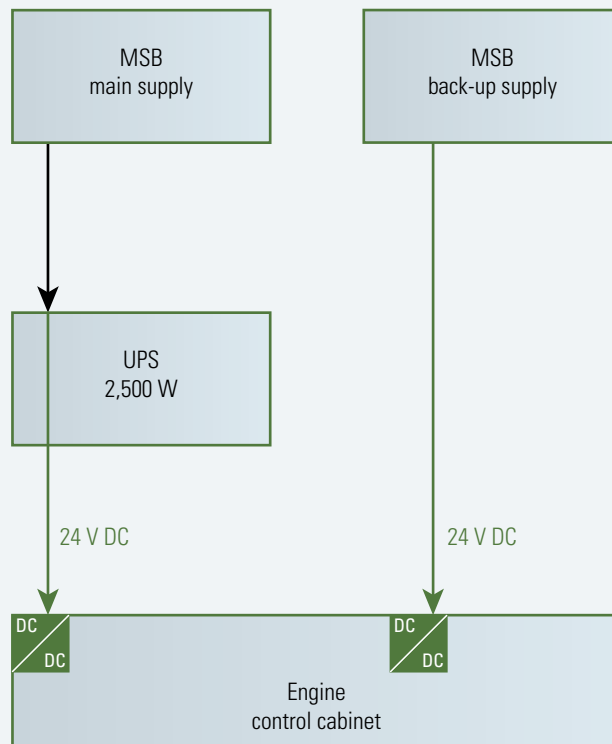 MSB
main supply
MSB
back-up supply
UPS
2,500 W
24 V DC
24 V DC
DC
DC
DC
DC
Engine
control cabinet